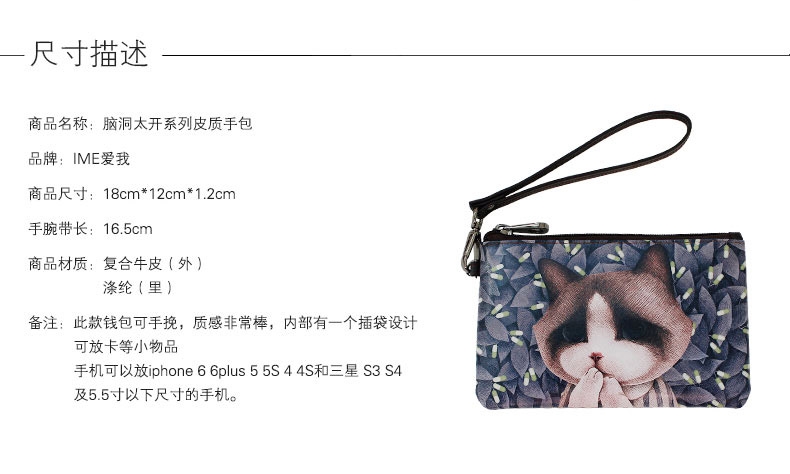 尺寸描述
商品名称：脑洞太开系列皮质手包
品牌：IME爱我
商品尺寸：18cm*12cm*1.2cm
手腕带长：16.5cm
商品材质：复合牛皮（外）
涤纶（里）
备注：此款钱包可手挽，质感非常棒，内部有一个插袋设计
可放卡等小物品
手机可以放iphone 6 6plus 5 5S 4 4S和三星 S3 S4
及5.5寸以下尺寸的手机。